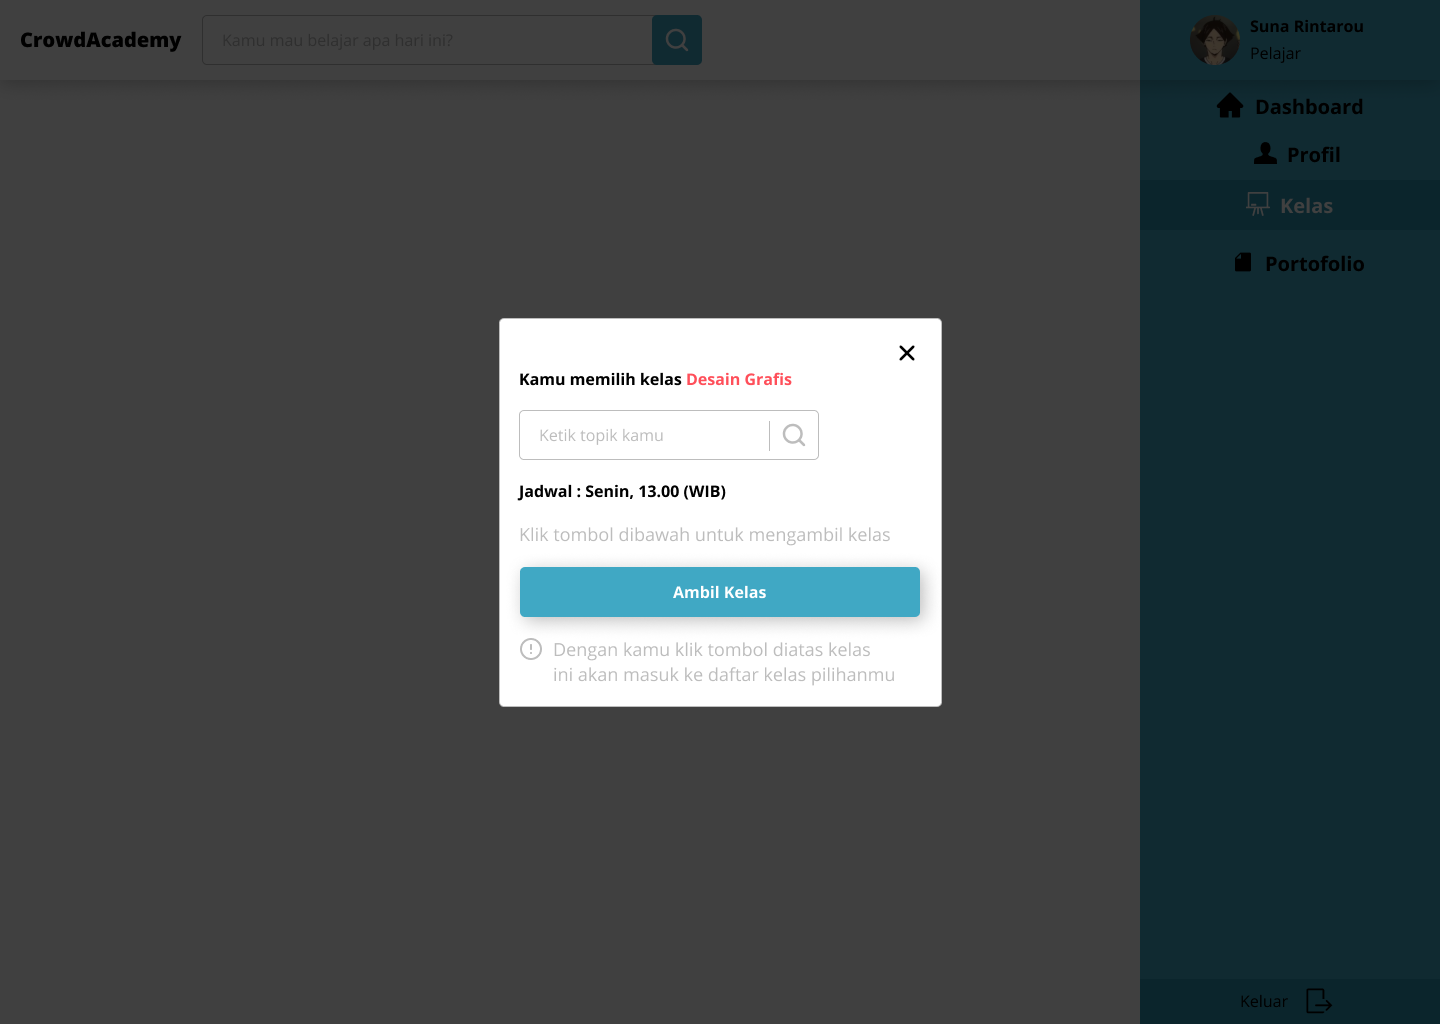 CrowdAcademy
Kamu mau belajar apa hari ini?
Suna Rintarou
Pelajar
Dashboard
Profil
Kelas
Portofolio
Kamu memilih kelas Desain Grafis
Ketik topik kamu
Jadwal : Senin, 13.00 (WIB)
Klik tombol dibawah untuk mengambil kelas
Ambil Kelas
Dengan kamu klik tombol diatas kelas
ini akan masuk ke daftar kelas pilihanmu
Keluar